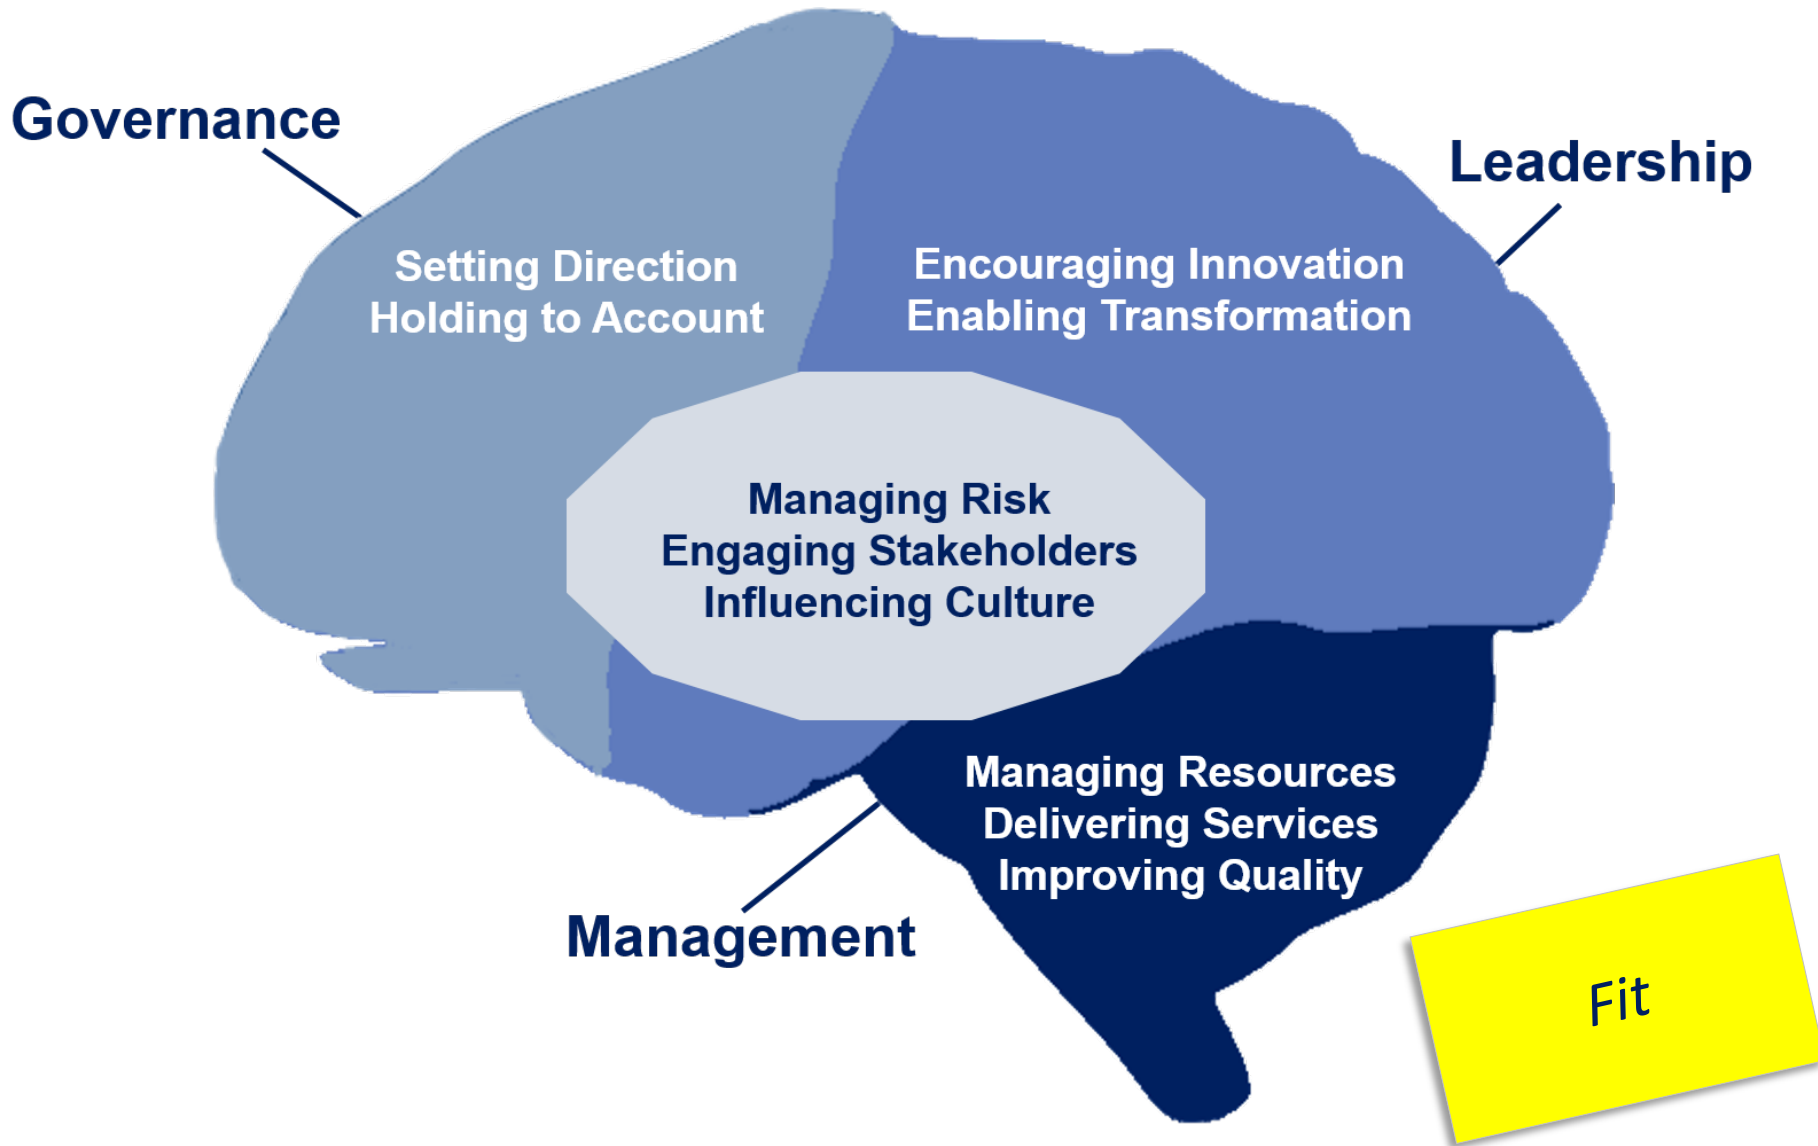 Governance
Leadership
Setting Direction
Holding to Account
Encouraging Innovation
Enabling Transformation
Managing Risk
Engaging Stakeholders
Influencing Culture
Managing Resources
Delivering Services
Improving Quality
Management
Fit